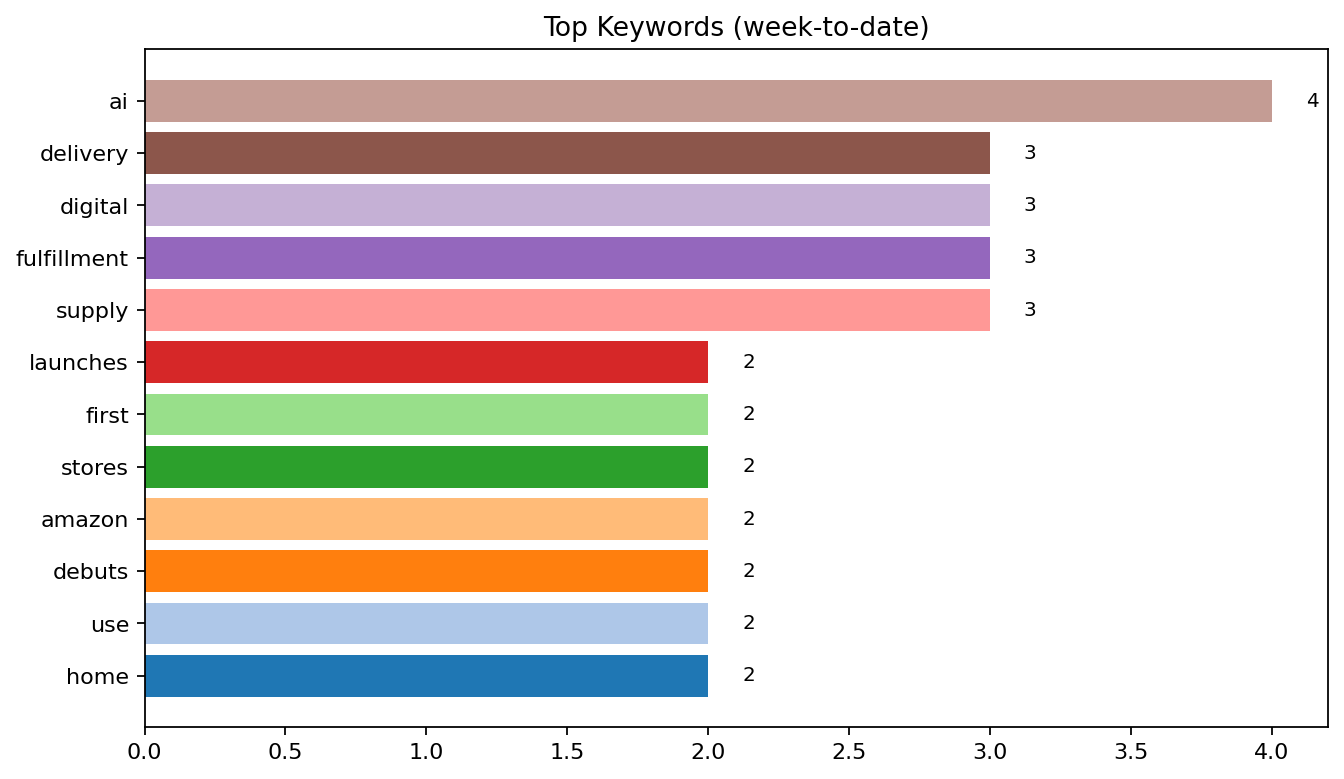 Top Keywords (week-to-date)
ai 4
delivery 3
digital 3
fulfillment 3
supply 3
launches 2
first 2
stores 2
amazon 2
debuts 2
use 2
home 2
0.0 0.5 1.0 1.5 2.0 2.5 3.0 3.5 4.0